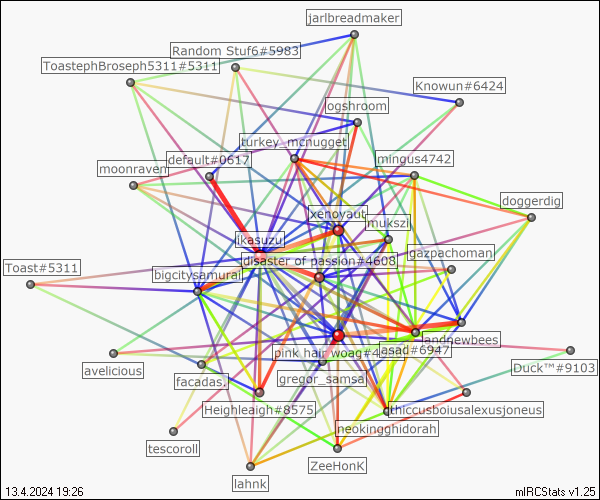 jarlbreadmaker
Random Stuf6#5983
ToastephBroseph5311#5311
Knowun#6424
ogshroom
turkey_mcnugget
mingus4742
default#0617
moonraven
doggerdig
xenoyaut
mukszi
ikasuzu
gazpachoman
disaster of passion#4608
Toast#5311
bigcitysamurai
landnewbees
pink hair woag#4
asad#6947
Duck™#9103
avelicious
gregor_samsa
facadas.
Heighleaigh#8575
thiccusboiusalexusjoneus
neokingghidorah
tescoroll
ZeeHonK
lahnk
13.4.2024 19:26
mIRCStats v1.25